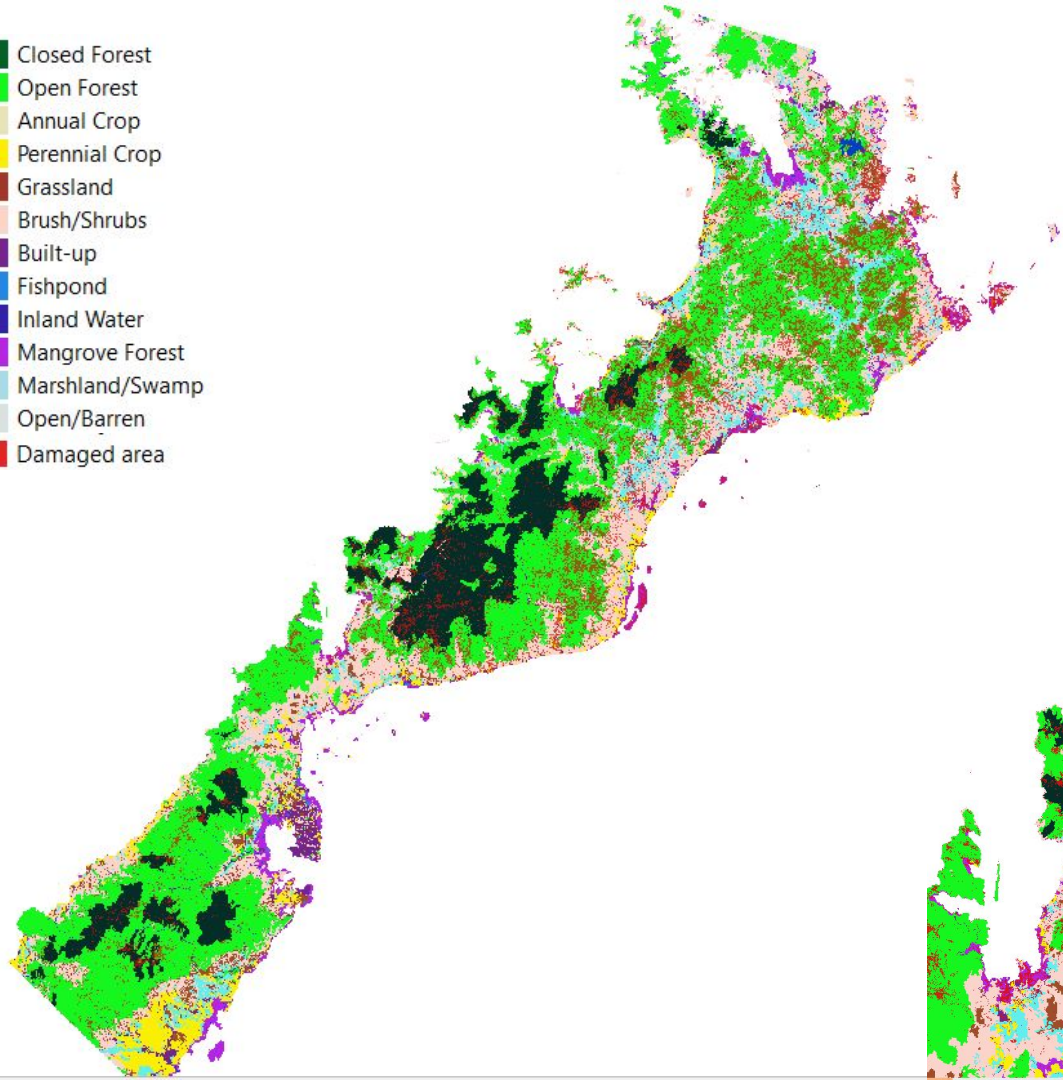 Closed Forest
Open Forest
Annual Crop
Perennial Crop
Grassland
Brush/Shrubs
Built-up
Fishpond
Inland Water
Mangrove Forest
Marshland/Swamp
Open/Barren
Damaged area